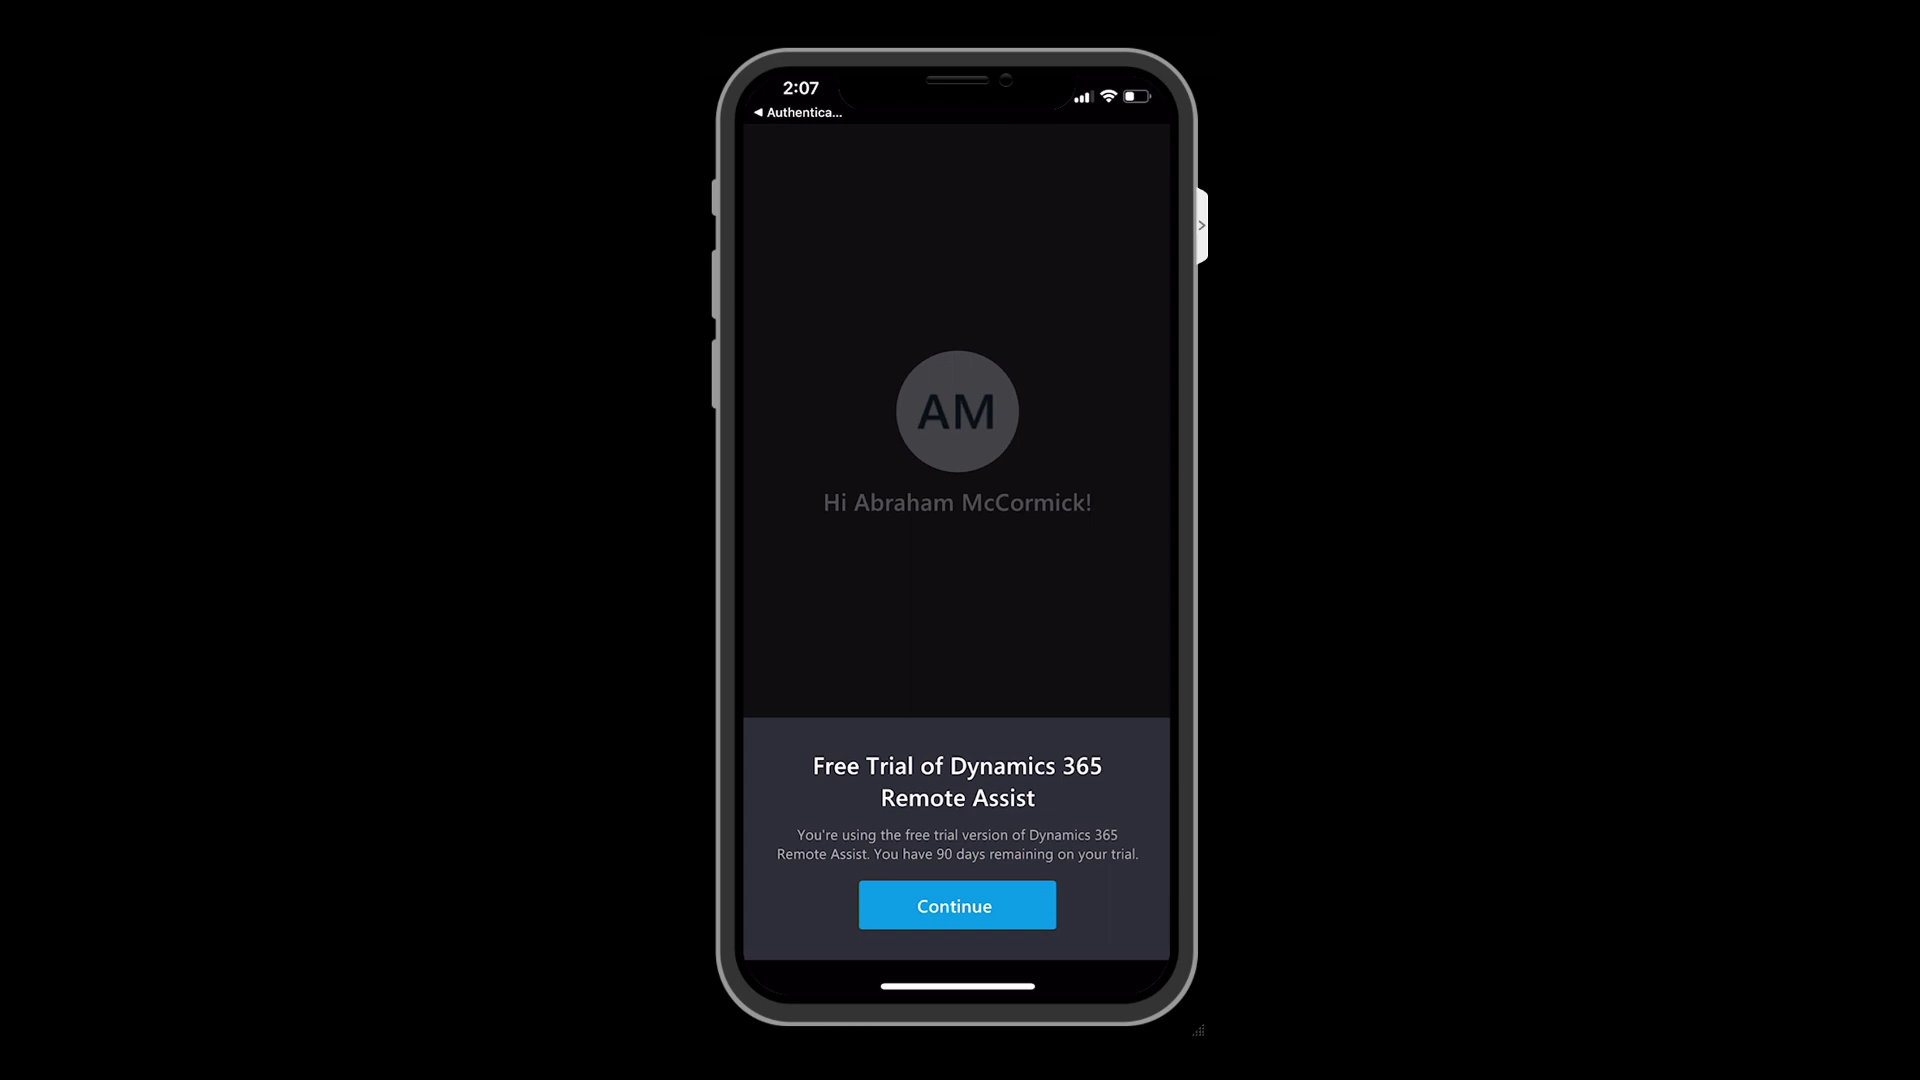 2:07
◀ Authentica...
AM
Hi Abraham McCormick!
Free Trial of Dynamics 365
Remote Assist
You're using the free trial version of Dynamics 365
Remote Assist. You have 90 days remaining on your trial.
Continue